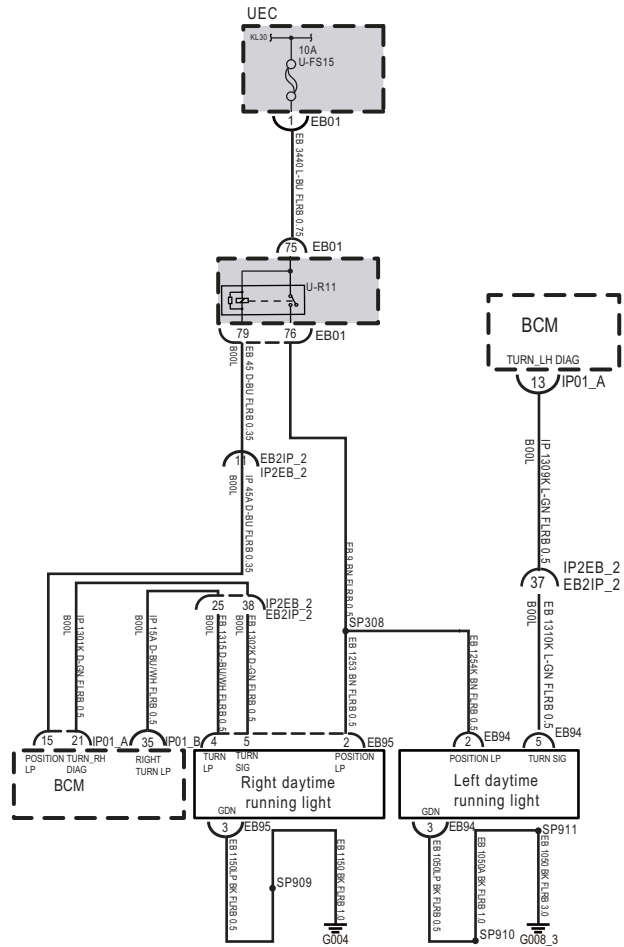 UEC
KL30
10A
U-FS15
1
EB01
EB 3440 L-BU FLRB 0.75
75
EB01
U-R11
79
76
EB01
BCM
TURN_LH DIAG
13
IP01_A
B00L
EB 45 D-BU FLRB 0.35
11
EB2IP_2
IP2EB_2
B00L
IP 45A D-BU FLRB 0.35
B00L
IP 1309K L-GN FLRB 0.5
IP2EB_2
37
EB2IP_2
B00L
EB 1310K L-GN FLRB 0.5
EB 9 BN FLRB 0.5
SP308
25
38
IP2EB_2
EB2IP_2
B00L
IP 1301K D-GN FLRB 0.5
B00L
IP 15A D-BU/WH FLRB 0.5
B00L
EB 1315 D-BU/WH FLRB 0.5
B00L
EB 1302K D-GN FLRB 0.5
EB 1253 BN FLRB 0.5
EB 1254K BN FLRB 0.5
15
21
IP01_A
35
IP01_B
4
5
2
EB95
2
EB94
5
EB94
POSITION LP
TURN_RH DIAG
RIGHT TURN LP
BCM
TURN LP
TURN SIG
POSITION LP
Right daytime
running light
GDN
POSITION LP
TURN SIG
Left daytime
running light
GDN
3
EB95
3
EB94
EB 1150LP BK FLRB 0.5
SP909
EB 1150 BK FLRB 1.0
G004
EB 1050LP BK FLRB 0.5
EB 1050A BK FLRB 1.0
SP911
EB 1050 BK FLRB 3.0
SP910
G008_3